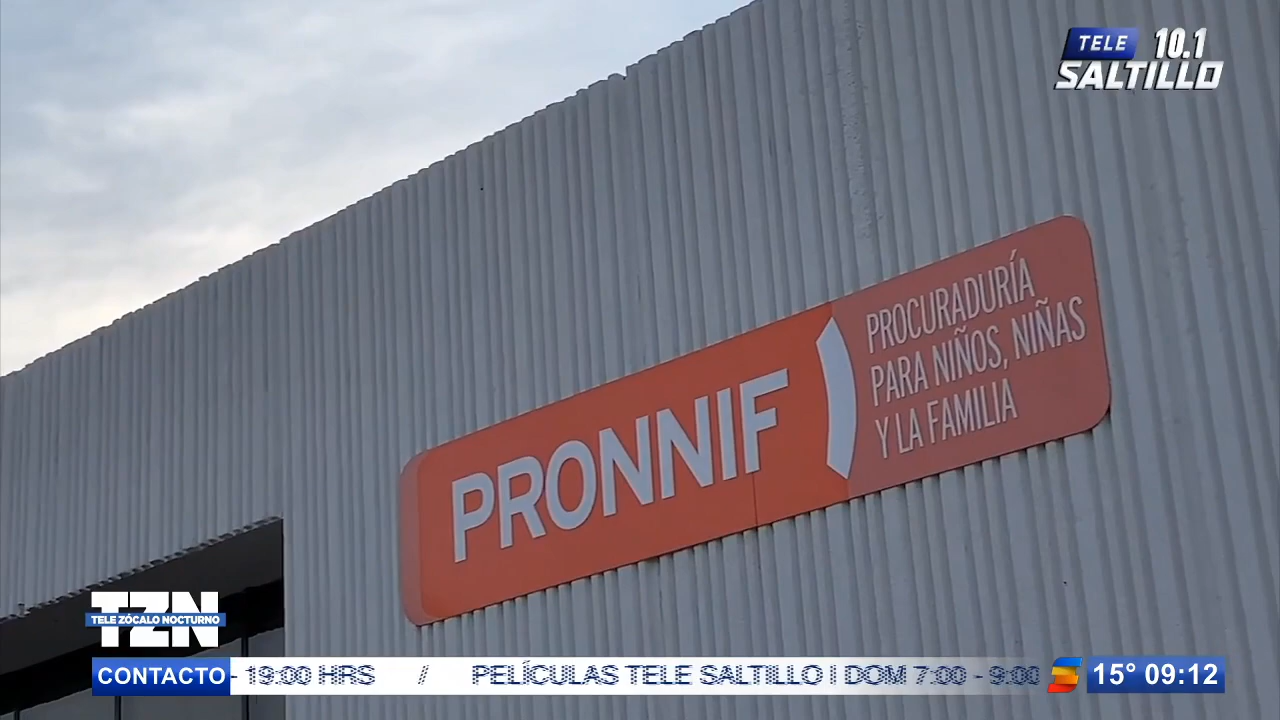 TELE 10.1
SALTILLO
PRONNIF
PROCURADURÍA
PARA NIÑOS, NIÑAS
Y LA FAMILIA
TZN
TELE ZÓCALO NOCTURNO
CONTACTO - 19:00 HRS / PELÍCULAS TELE SALTILLO | DOM 7:00 - 9:00 15° 09:12